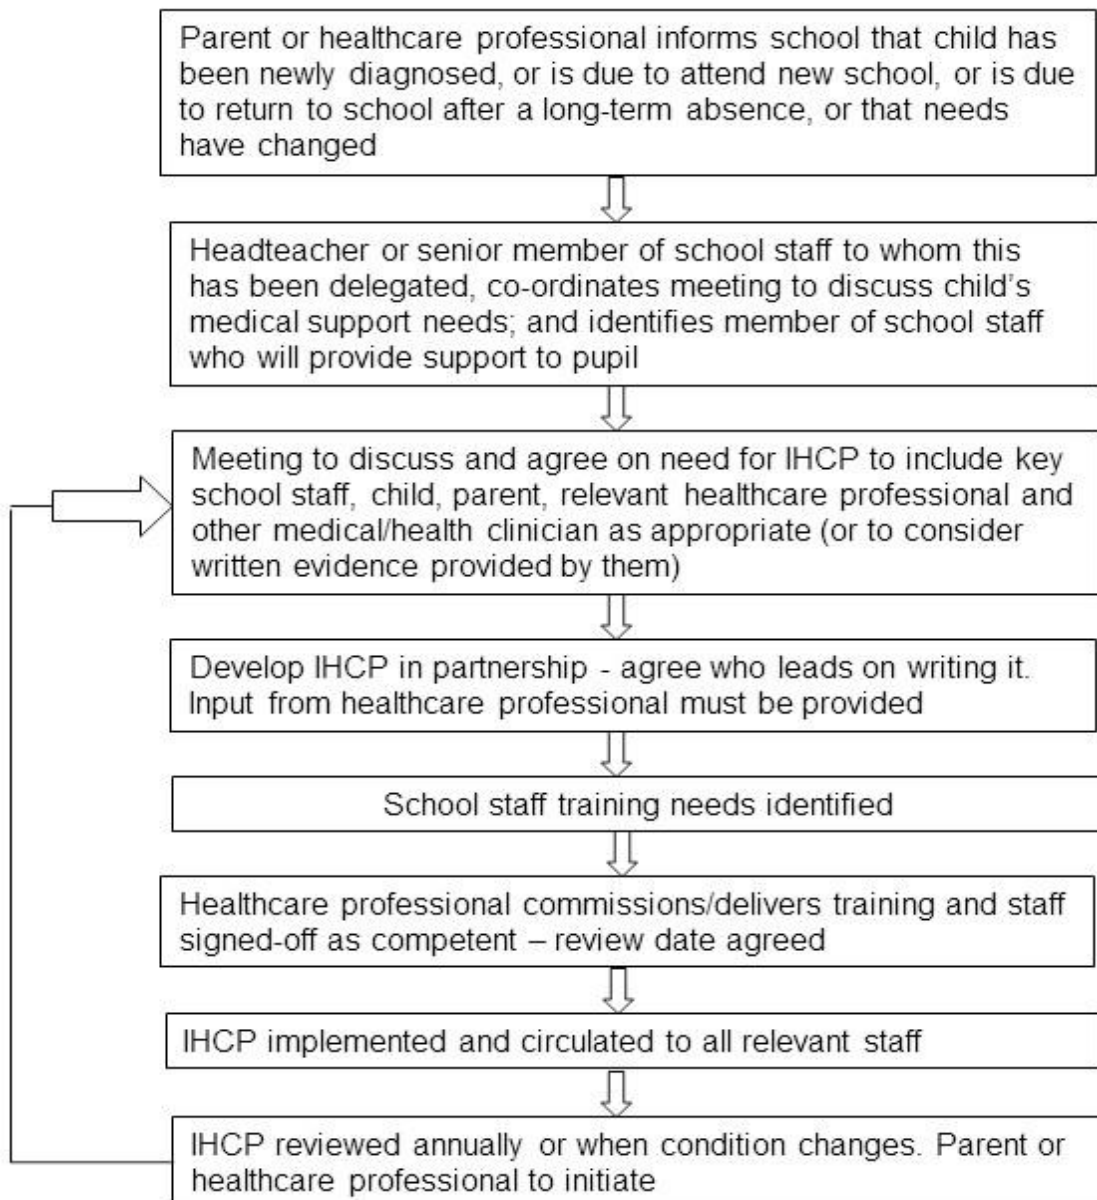 Parent or healthcare professional informs school that child has
been newly diagnosed, or is due to attend new school, or is due
to return to school after a long-term absence, or that needs
have changed
Headteacher or senior member of school staff to whom this
has been delegated, co-ordinates meeting to discuss child's
medical support needs; and identifies member of school staff
who will provide support to pupil
Meeting to discuss and agree on need for IHCP to include key
school staff, child, parent, relevant healthcare professional and
other medical/health clinician as appropriate (or to consider
written evidence provided by them)
Develop IHCP in partnership - agree who leads on writing it.
Input from healthcare professional must be provided
School staff training needs identified
Healthcare professional commissions/delivers training and staff
signed-off as competent – review date agreed
IHCP implemented and circulated to all relevant staff
IHCP reviewed annually or when condition changes. Parent or
healthcare professional to initiate